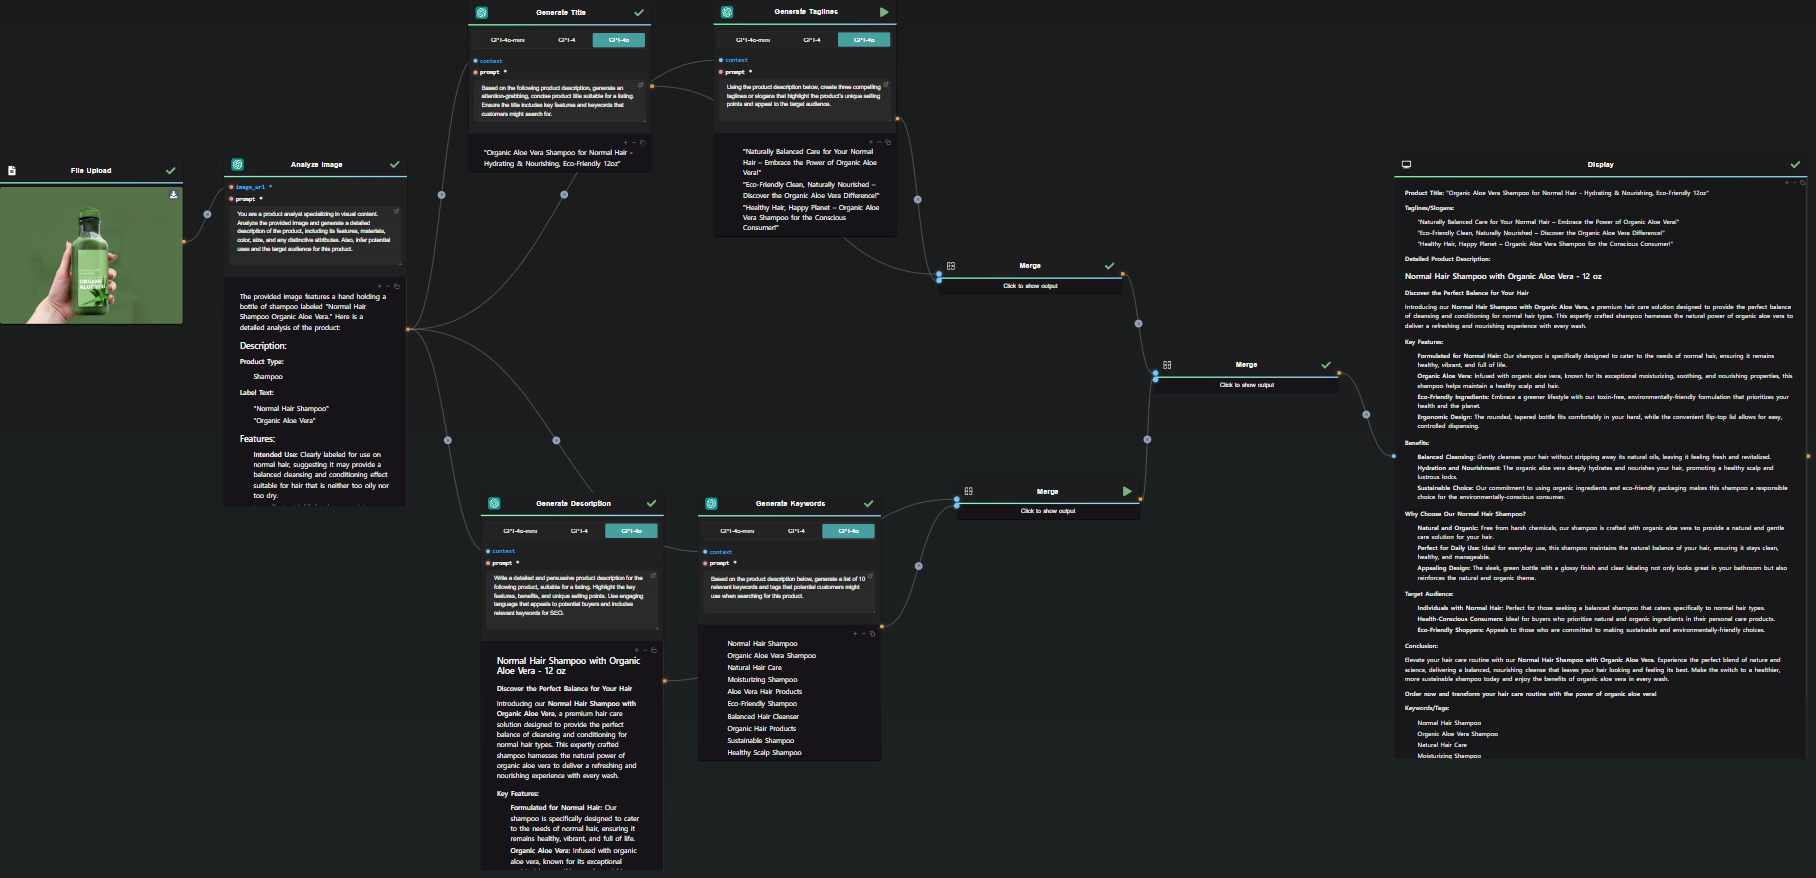 File Upload
NORMAL HAIR
SHAMPOO
ORGANIC
ALOE VERA
Analyze Image
image_url *
prompt *
You are a product analyst specializing in visual content.
Analyze the provided image and generate a detailed
description of the product, including its features, materials,
color, size, and any distinctive attributes. Also, infer potential
uses and the target audience for this product.
The provided image features a hand holding a
bottle of shampoo labeled "Normal Hair
Shampoo Organic Aloe Vera." Here is a
detailed analysis of the product:
Description:
Product Type:
Shampoo
Label Text:
"Normal Hair Shampoo"
"Organic Aloe Vera"
Features:
Intended Use: Clearly labeled for use on
normal hair, suggesting it may provide a
balanced cleansing and conditioning effect
suitable for hair that is neither too oily nor
too dry.
Generate Title
GPT-4o-mini GPT-4 GPT-4o
context
prompt *
Based on the following product description, generate an
attention-grabbing, concise product title suitable for a listing.
Ensure the title includes key features and keywords that
customers might search for.
"Organic Aloe Vera Shampoo for Normal Hair -
Hydrating & Nourishing, Eco-Friendly 12oz"
Generate Taglines
GPT-4o-mini GPT-4 GPT-4o
context
prompt *
Using the product description below, create three compelling
taglines or slogans that highlight the product's unique selling
points and appeal to the target audience.
"Naturally Balanced Care for Your Normal
Hair – Embrace the Power of Organic Aloe
Vera!"
"Eco-Friendly Clean, Naturally Nourished –
Discover the Organic Aloe Vera Difference!"
"Healthy Hair, Happy Planet – Organic Aloe
Vera Shampoo for the Conscious
Consumer!"
Generate Description
GPT-4o-mini GPT-4 GPT-4o
context
prompt *
Write a detailed and persuasive product description for the
following product, suitable for a listing. Highlight the key
features, benefits, and unique selling points. Use engaging
language that appeals to potential buyers and includes
relevant keywords for SEO.
Normal Hair Shampoo with Organic
Aloe Vera - 12 oz
Discover the Perfect Balance for Your Hair
Introducing our Normal Hair Shampoo with
Organic Aloe Vera, a premium hair care
solution designed to provide the perfect
balance of cleansing and conditioning for
normal hair types. This expertly crafted
shampoo harnesses the natural power of
organic aloe vera to deliver a refreshing and
nourishing experience with every wash.
Key Features:
Formulated for Normal Hair: Our
shampoo is specifically designed to cater
to the needs of normal hair, ensuring it
remains healthy, vibrant, and full of life.
Organic Aloe Vera: Infused with organic
aloe vera, known for its exceptional
Generate Keywords
GPT-4o-mini GPT-4 GPT-4o
context
prompt *
Based on the product description below, generate a list of 10
relevant keywords and tags that potential customers might
use when searching for this product.
Normal Hair Shampoo
Organic Aloe Vera Shampoo
Natural Hair Care
Moisturizing Shampoo
Aloe Vera Hair Products
Eco-Friendly Shampoo
Balanced Hair Cleanser
Organic Hair Products
Sustainable Shampoo
Healthy Scalp Shampoo
Merge
Click to show output
Merge
Click to show output
Merge
Click to show output
Display
Product Title: "Organic Aloe Vera Shampoo for Normal Hair - Hydrating & Nourishing, Eco-Friendly 12oz"
Taglines/Slogans:
"Naturally Balanced Care for Your Normal Hair – Embrace the Power of Organic Aloe Vera!"
"Eco-Friendly Clean, Naturally Nourished – Discover the Organic Aloe Vera Difference!"
"Healthy Hair, Happy Planet – Organic Aloe Vera Shampoo for the Conscious Consumer!"
Detailed Product Description:
Normal Hair Shampoo with Organic Aloe Vera - 12 oz
Discover the Perfect Balance for Your Hair
Introducing our Normal Hair Shampoo with Organic Aloe Vera, a premium hair care solution designed to provide the perfect balance
of cleansing and conditioning for normal hair types. This expertly crafted shampoo harnesses the natural power of organic aloe vera to
deliver a refreshing and nourishing experience with every wash.
Key Features:
Formulated for Normal Hair: Our shampoo is specifically designed to cater to the needs of normal hair, ensuring it remains
healthy, vibrant, and full of life.
Organic Aloe Vera: Infused with organic aloe vera, known for its exceptional moisturizing, soothing, and nourishing properties, this
shampoo helps maintain a healthy scalp and hair.
Eco-Friendly Ingredients: Embrace a greener lifestyle with our toxin-free, environmentally-friendly formulation that prioritizes your
health and the planet.
Ergonomic Design: The rounded, tapered bottle fits comfortably in your hand, while the convenient flip-top lid allows for easy,
controlled dispensing.
Benefits:
Balanced Cleansing: Gently cleanses your hair without stripping away its natural oils, leaving it feeling fresh and revitalized.
Hydration and Nourishment: The organic aloe vera deeply hydrates and nourishes your hair, promoting a healthy scalp and
lustrous locks.
Sustainable Choice: Our commitment to using organic ingredients and eco-friendly packaging makes this shampoo a responsible
choice for the environmentally-conscious consumer.
Why Choose Our Normal Hair Shampoo?
Natural and Organic: Free from harsh chemicals, our shampoo is crafted with organic aloe vera to provide a natural and gentle
care solution for your hair.
Perfect for Daily Use: Ideal for everyday use, this shampoo maintains the natural balance of your hair, ensuring it stays clean,
healthy, and manageable.
Appealing Design: The sleek, green bottle with a glossy finish and clear labeling not only looks great in your bathroom but also
reinforces the natural and organic theme.
Target Audience:
Individuals with Normal Hair: Perfect for those seeking a balanced shampoo that caters specifically to normal hair types.
Health-Conscious Consumers: Ideal for buyers who prioritize natural and organic ingredients in their personal care products.
Eco-Friendly Shoppers: Appeals to those who are committed to making sustainable and environmentally-friendly choices.
Conclusion:
Elevate your hair care routine with our Normal Hair Shampoo with Organic Aloe Vera. Experience the perfect blend of nature and
science, delivering a balanced, nourishing cleanse that leaves your hair looking and feeling its best. Make the switch to a healthier,
more sustainable shampoo today and enjoy the benefits of organic aloe vera in every wash.
Order now and transform your hair care routine with the power of organic aloe vera!
Keywords/Tags:
Normal Hair Shampoo
Organic Aloe Vera Shampoo
Natural Hair Care
Moisturizing Shampoo